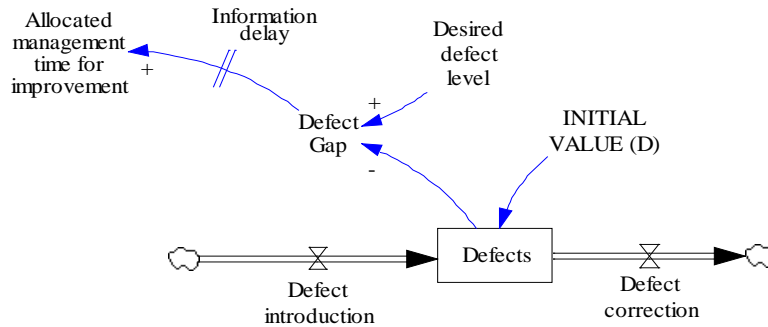 Allocated
management
time for
improvement
+
Information
delay
Desired
defect
level
+
Defect
Gap
-
INITIAL
VALUE (D)
Defects
Defect
introduction
Defect
correction